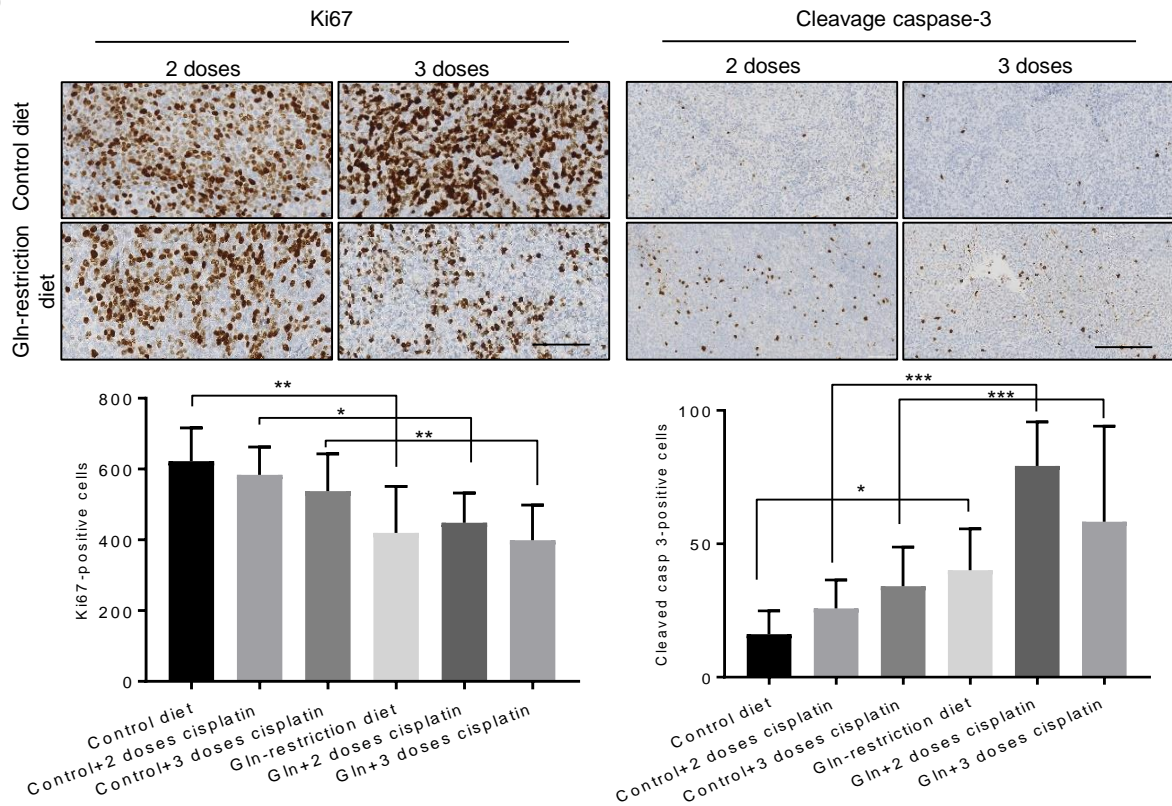 Ki67
Cleavage caspase-3
2 doses
3 doses
2 doses
3 doses
Control diet
Gln-restriction
diet
800
600
400
200
0
Ki67-positive cells
**
*
**
Control diet
Control+2 doses cisplatin
Control+3 doses cisplatin
Gln-restriction diet
Gln+2 doses cisplatin
Gln+3 doses cisplatin
100
50
0
Cleaved casp 3-positive cells
***
***
*
Control diet
Control+2 doses cisplatin
Control+3 doses cisplatin
Gln-restriction diet
Gln+2 doses cisplatin
Gln+3 doses cisplatin